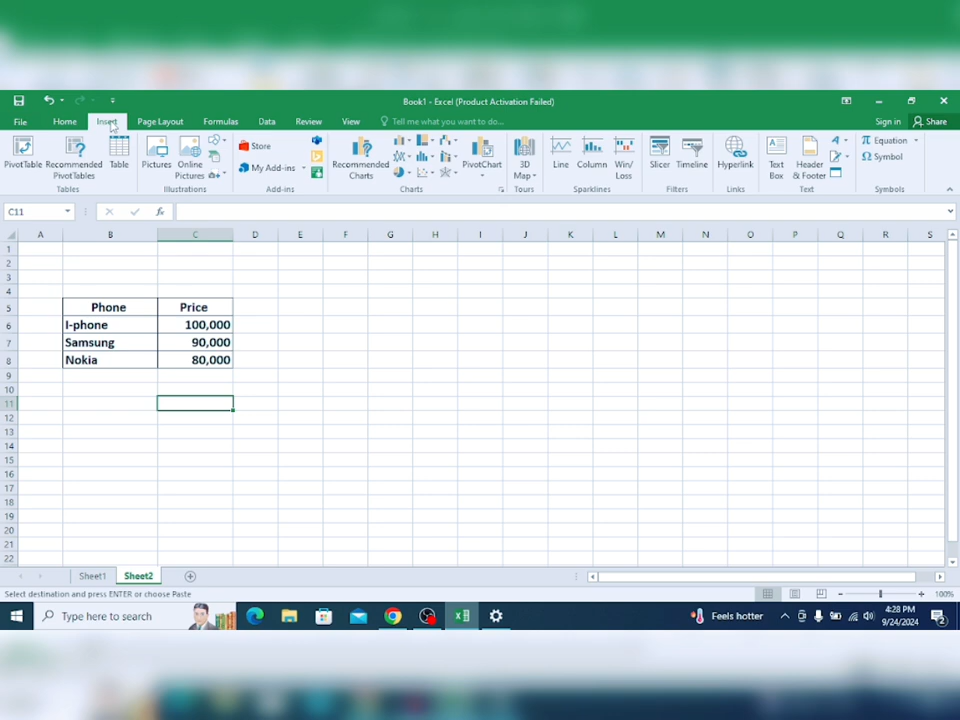 Book1 - Excel (Product Activation Failed)
File Home Insert Page Layout Formulas Data Review View Tell me what you want to do... Sign in Share
PivotTable Recommended PivotTables Table Pictures Online Pictures Store My Add-ins Recommended Charts PivotChart 3D Map Line Column Win/Loss Slicer Timeline Hyperlink Text Box Header & Footer Equation Symbol
Tables Illustrations Add-ins Charts Tours Sparklines Filters Links Text Symbols
C11 fx
A B C D E F G H I J K L M N O P Q R S
1
2
3
4
5 Phone Price
6 I-phone 100,000
7 Samsung 90,000
8 Nokia 80,000
9
10
11
12
13
14
15
16
17
18
19
20
21
22
Sheet1 Sheet2
Select destination and press ENTER or choose Paste 100%
Type here to search Feels hotter 4:28 PM
9/24/2024 2